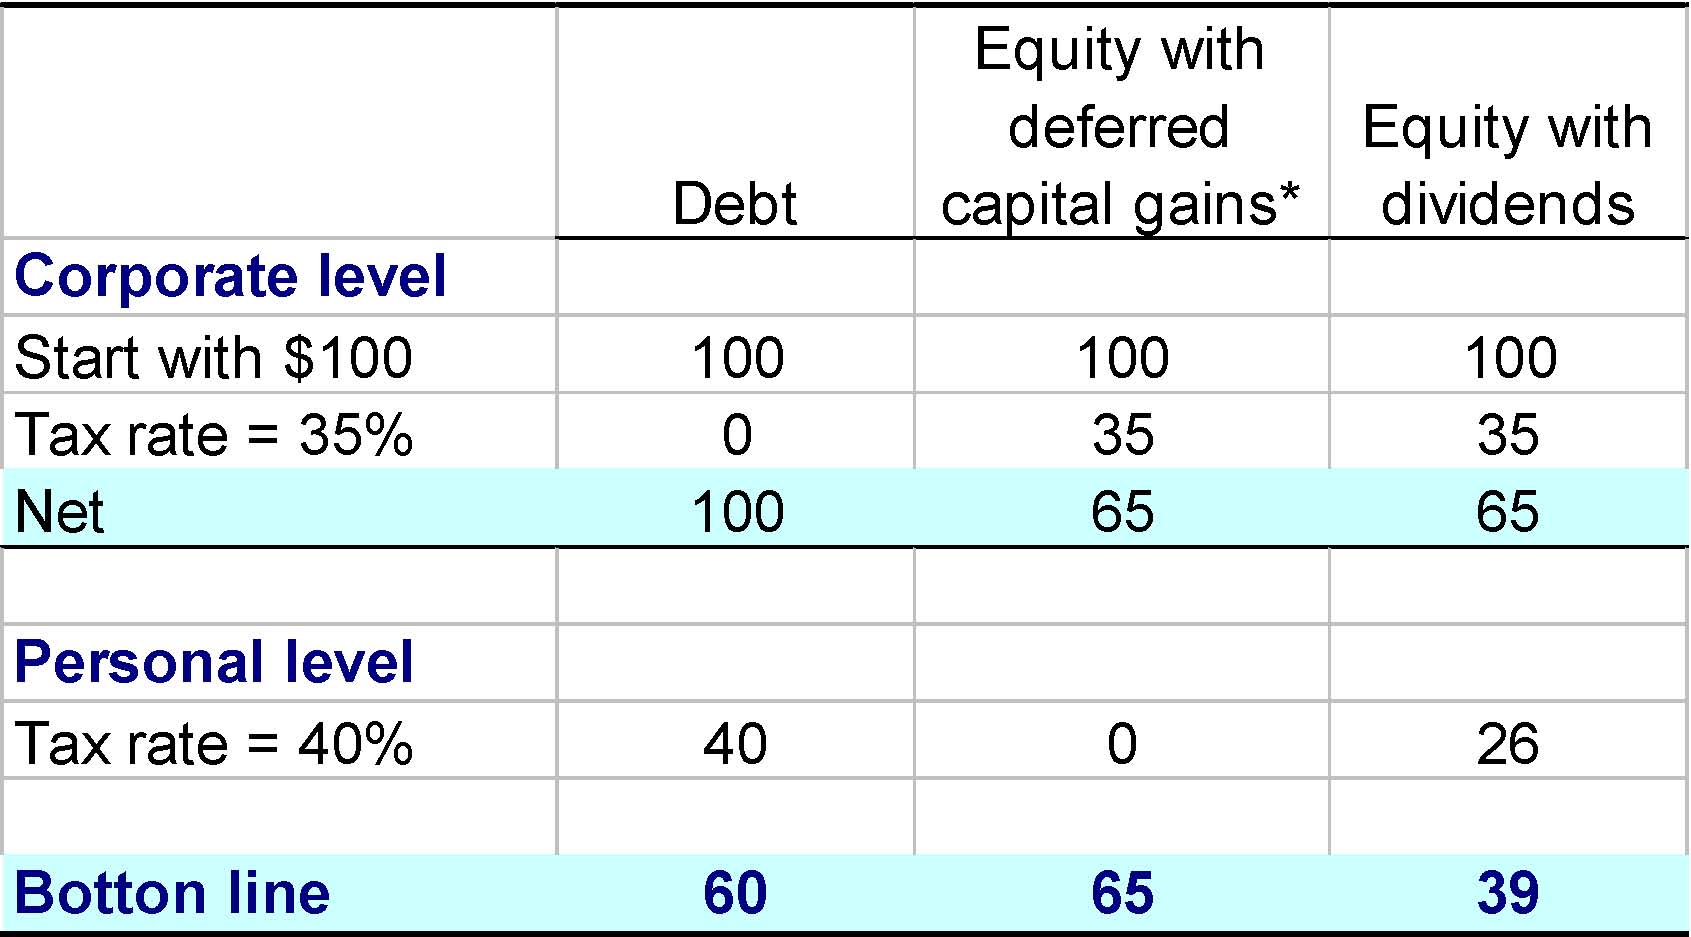 Debt Equity with deferred capital gains* Equity with dividends
Corporate level
Start with $100 100 100 100
Tax rate = 35% 0 35 35
Net 100 65 65
Personal level
Tax rate = 40% 40 0 26
Botton line 60 65 39